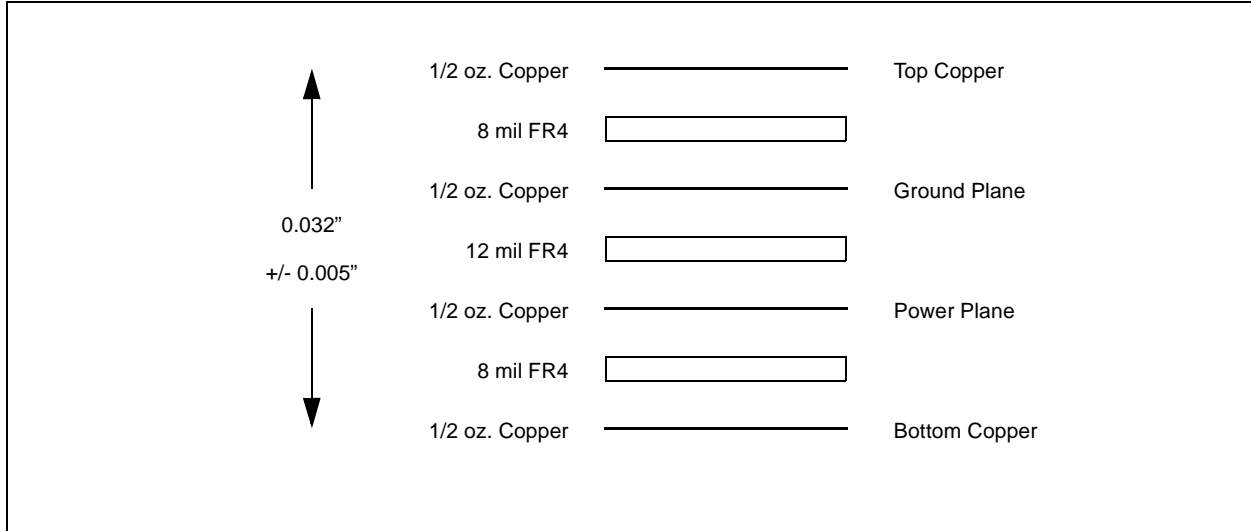 1/2 oz. Copper Top Copper
8 mil FR4
1/2 oz. Copper Ground Plane
0.032”
12 mil FR4
+/- 0.005”
1/2 oz. Copper Power Plane
8 mil FR4
1/2 oz. Copper Bottom Copper